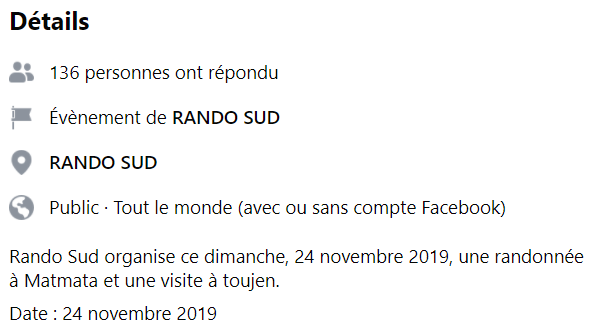 Détails
136 personnes ont répondu
Évènement de RANDO SUD
RANDO SUD
Public · Tout le monde (avec ou sans compte Facebook)
Rando Sud organise ce dimanche, 24 novembre 2019, une randonnée
à Matmata et une visite à toujen.
Date : 24 novembre 2019